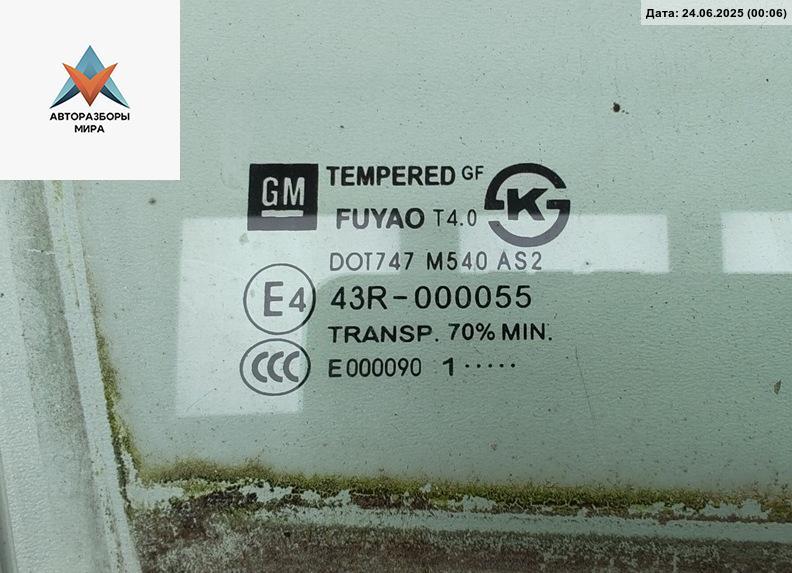 Дата: 24.06.2025 (00:06)
АВТОРАЗБОРЫ
МИРА
GM TEMPERED GF KS
FUYAO T4.0
DOT747 M540 AS2
E4 43R-000055
TRANSP. 70% MIN.
CCC E000090 1.....